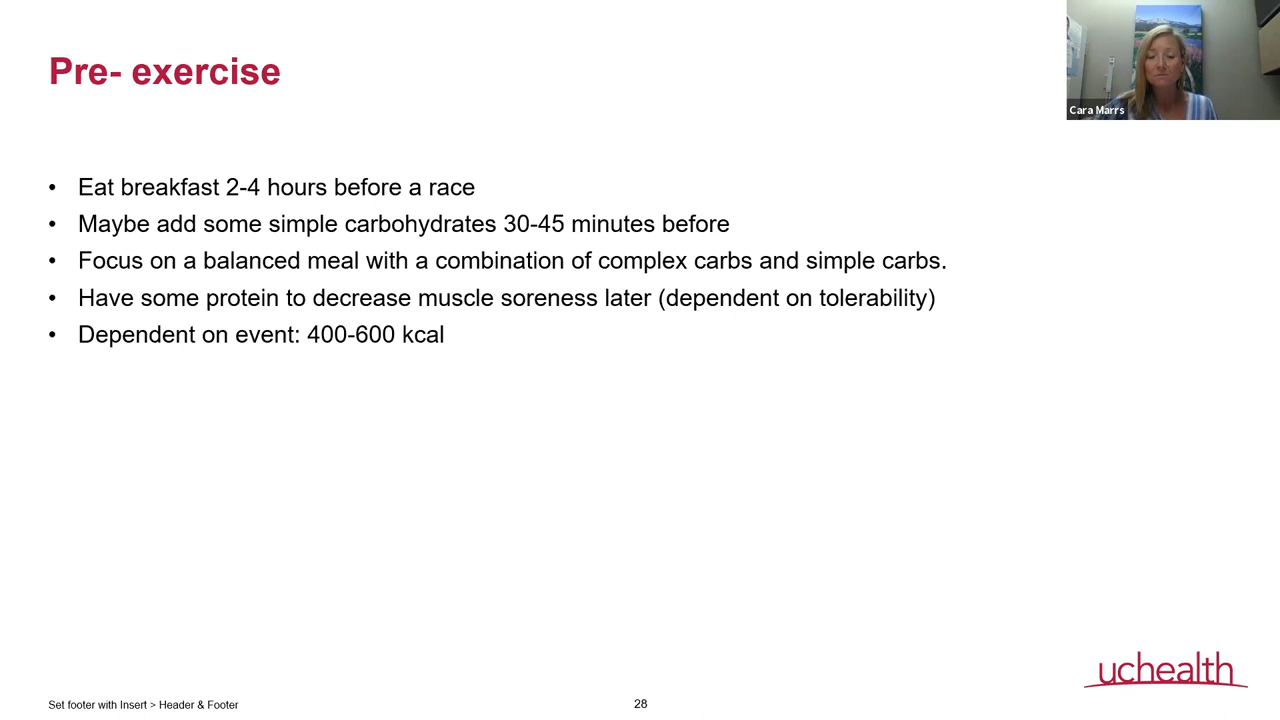 Pre- exercise
Cara Marrs
• Eat breakfast 2-4 hours before a race
• Maybe add some simple carbohydrates 30-45 minutes before
• Focus on a balanced meal with a combination of complex carbs and simple carbs.
• Have some protein to decrease muscle soreness later (dependent on tolerability)
• Dependent on event: 400-600 kcal
uchealth
Set footer with Insert > Header & Footer
28